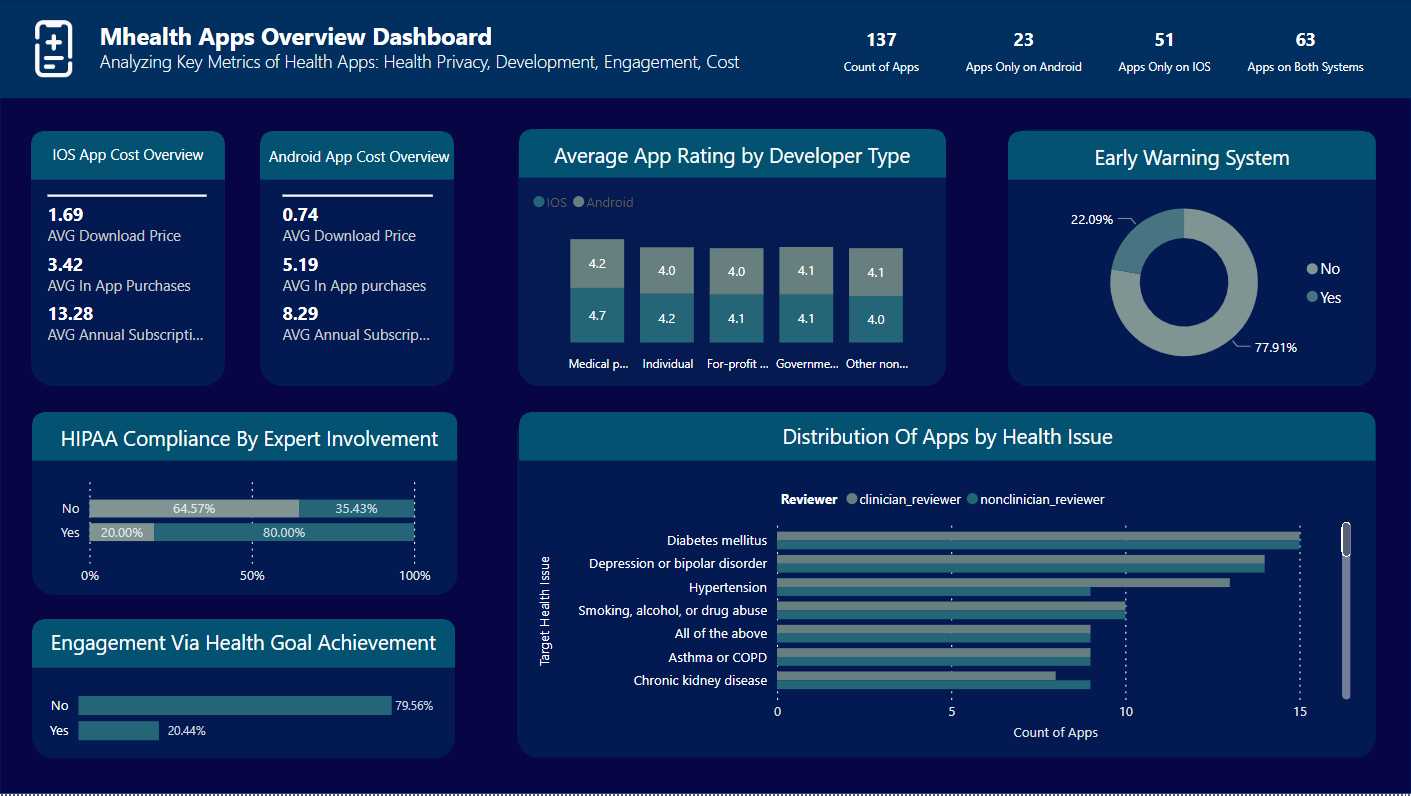 Mhealth Apps Overview Dashboard
Analyzing Key Metrics of Health Apps: Health Privacy, Development, Engagement, Cost
137
Count of Apps
23
Apps Only on Android
51
Apps Only on IOS
63
Apps on Both Systems
IOS App Cost Overview
1.69
AVG Download Price
3.42
AVG In App Purchases
13.28
AVG Annual Subscripti...
Android App Cost Overview
0.74
AVG Download Price
5.19
AVG In App purchases
8.29
AVG Annual Subscrip...
Average App Rating by Developer Type
IOS Android
4.2 4.0 4.0 4.1 4.1
4.7 4.2 4.1 4.1 4.0
Medical p... Individual For-profit ... Governme... Other non...
Early Warning System
22.09%
No
Yes
77.91%
HIPAA Compliance By Expert Involvement
No 64.57% 35.43%
Yes 20.00% 80.00%
0% 50% 100%
Engagement Via Health Goal Achievement
No 79.56%
Yes 20.44%
Distribution Of Apps by Health Issue
Reviewer clinician_reviewer nonclinician_reviewer
Target Health Issue
Diabetes mellitus
Depression or bipolar disorder
Hypertension
Smoking, alcohol, or drug abuse
All of the above
Asthma or COPD
Chronic kidney disease
0 5 10 15
Count of Apps